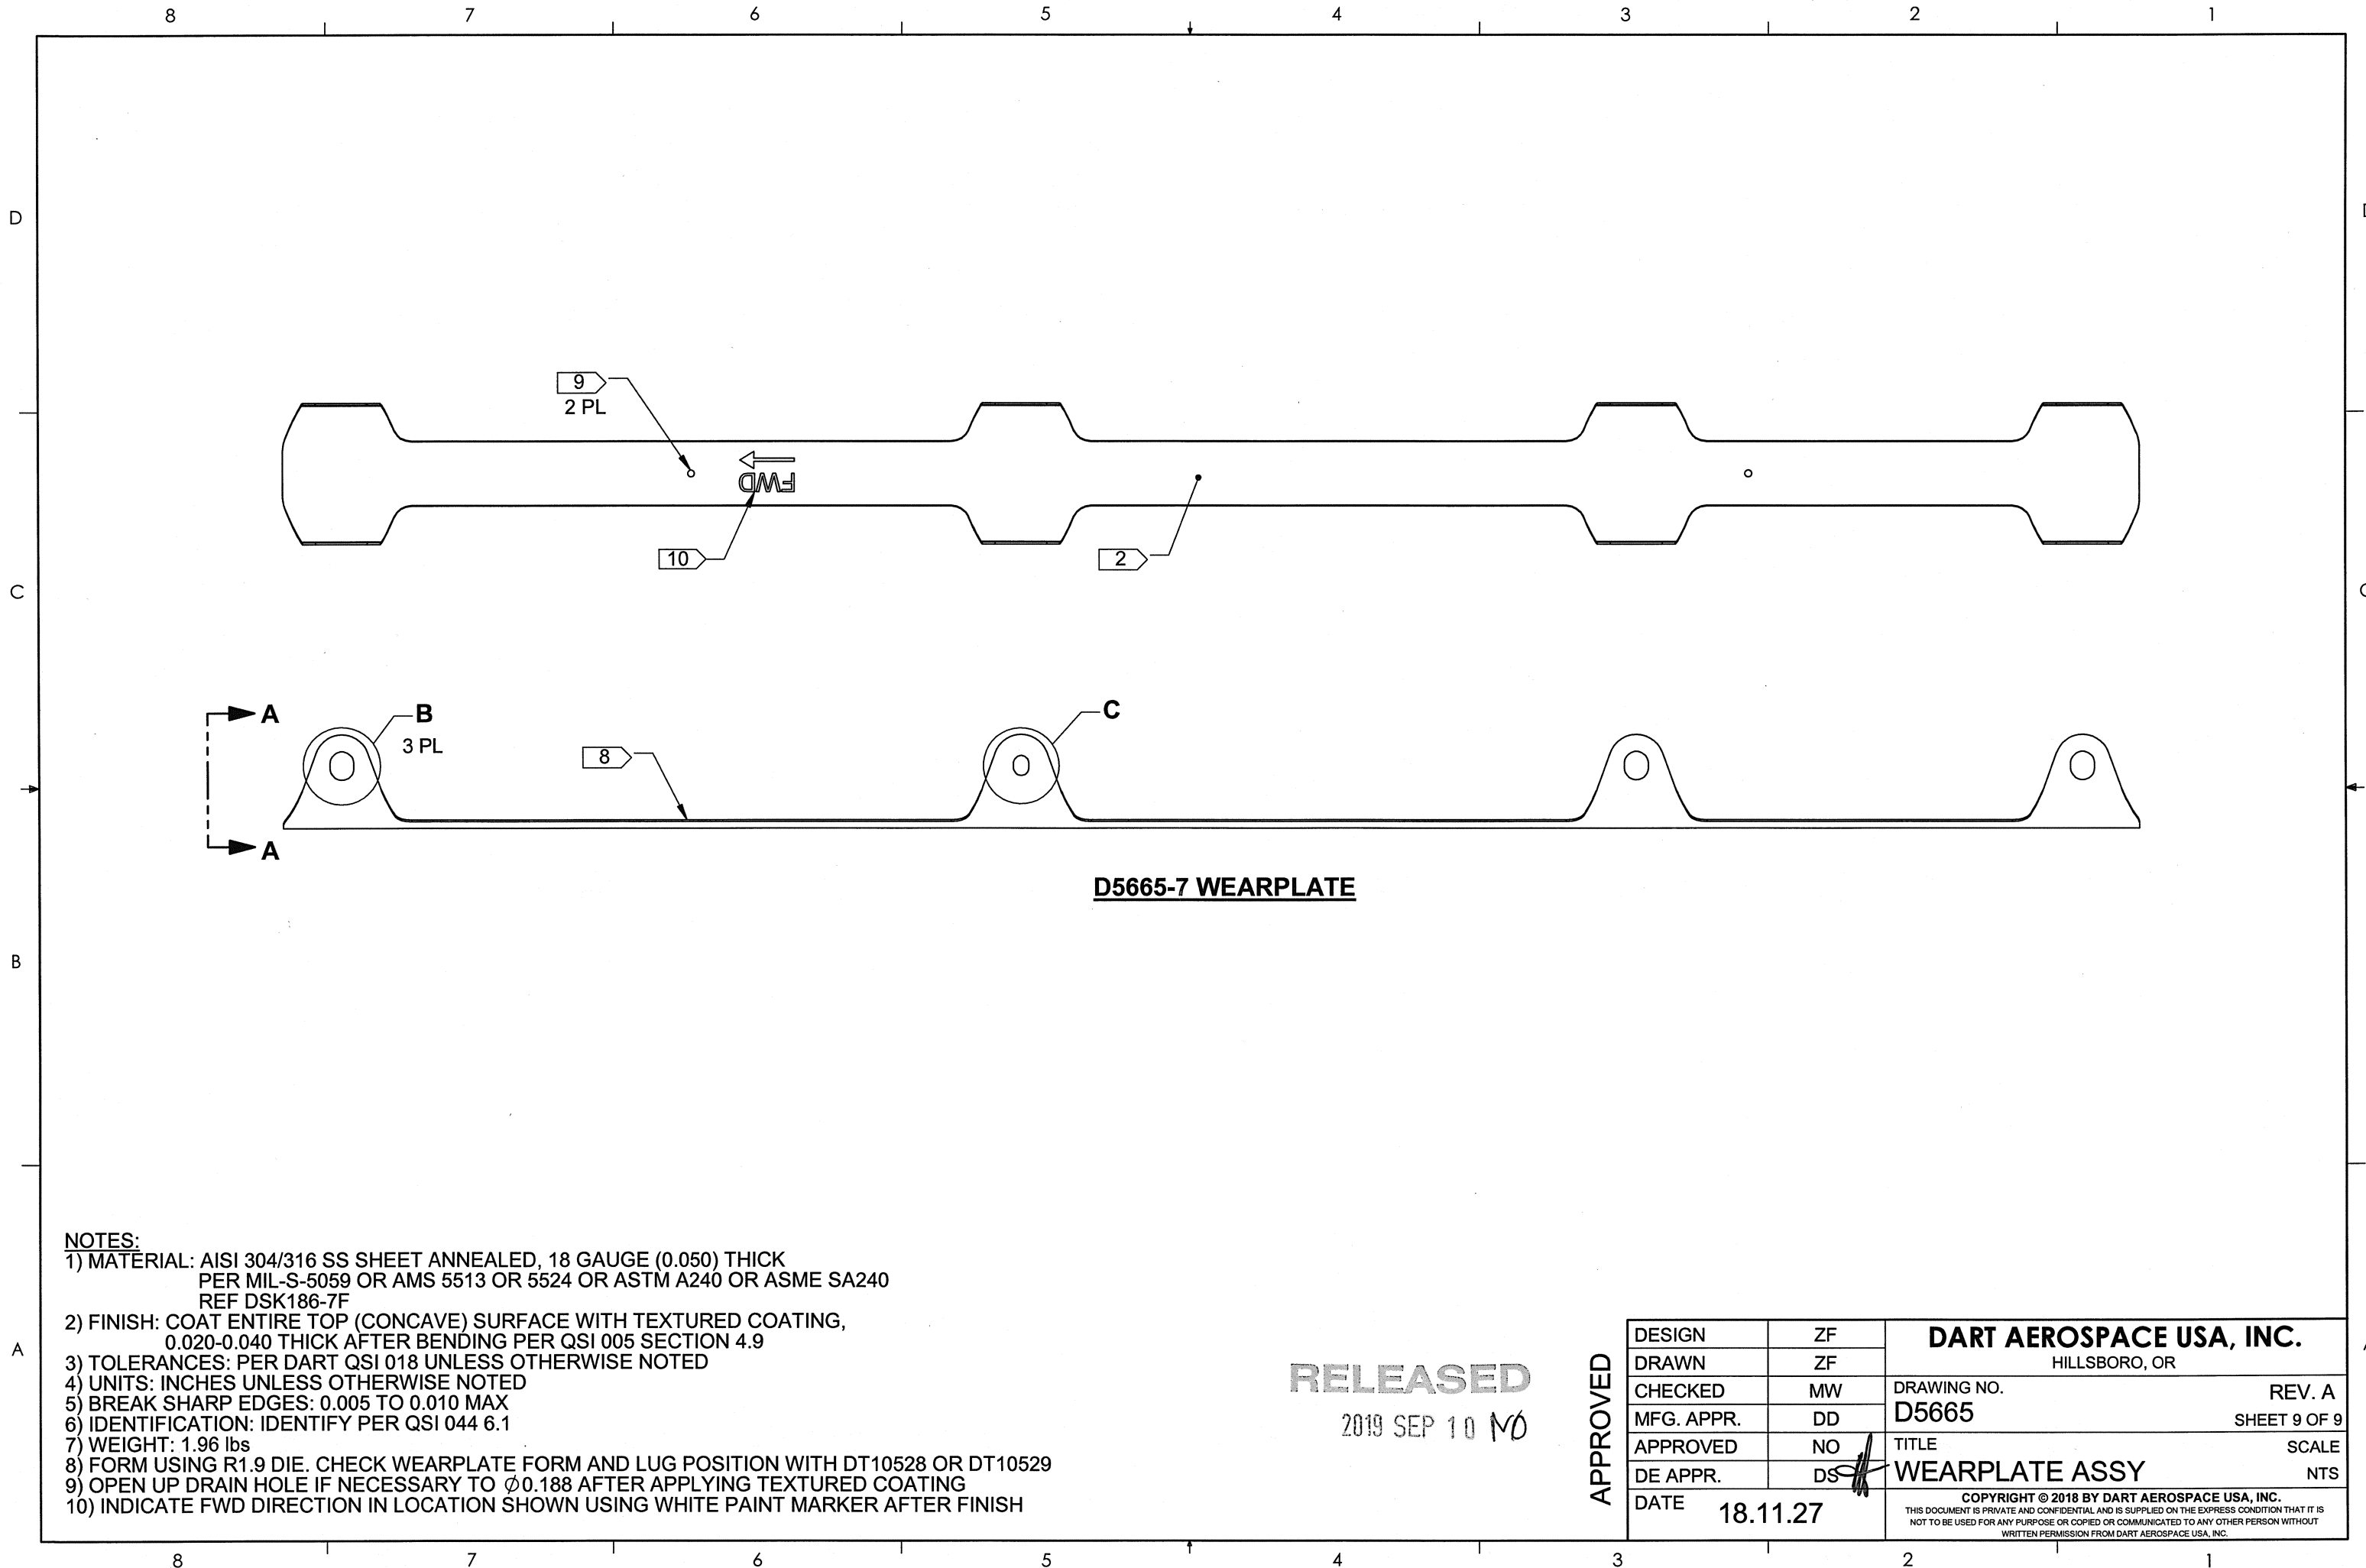 8 7 6 5 4 3 2 1
D
9
2 PL
FWD
10
2
C
A
B
3 PL
C
8
A
D5665-7 WEARPLATE
B
NOTES:
1) MATERIAL: AISI 304/316 SS SHEET ANNEALED, 18 GAUGE (0.050) THICK
PER MIL-S-5059 OR AMS 5513 OR 5524 OR ASTM A240 OR ASME SA240
REF DSK186-7F
2) FINISH: COAT ENTIRE TOP (CONCAVE) SURFACE WITH TEXTURED COATING,
0.020-0.040 THICK AFTER BENDING PER QSI 005 SECTION 4.9
3) TOLERANCES: PER DART QSI 018 UNLESS OTHERWISE NOTED
4) UNITS: INCHES UNLESS OTHERWISE NOTED
5) BREAK SHARP EDGES: 0.005 TO 0.010 MAX
6) IDENTIFICATION: IDENTIFY PER QSI 044 6.1
7) WEIGHT: 1.96 lbs
8) FORM USING R1.9 DIE. CHECK WEARPLATE FORM AND LUG POSITION WITH DT10528 OR DT10529
9) OPEN UP DRAIN HOLE IF NECESSARY TO ∅0.188 AFTER APPLYING TEXTURED COATING
10) INDICATE FWD DIRECTION IN LOCATION SHOWN USING WHITE PAINT MARKER AFTER FINISH
A
RELEASED
2019 SEP 10 NO
APPROVED
DESIGN ZF
DRAWN ZF
CHECKED MW
MFG. APPR. DD
APPROVED NO
DE APPR. DS
DATE 18.11.27
DART AEROSPACE USA, INC.
HILLSBORO, OR
DRAWING NO. REV. A
D5665 SHEET 9 OF 9
TITLE SCALE
WEARPLATE ASSY NTS
COPYRIGHT © 2018 BY DART AEROSPACE USA, INC.
THIS DOCUMENT IS PRIVATE AND CONFIDENTIAL AND IS SUPPLIED ON THE EXPRESS CONDITION THAT IT IS
NOT TO BE USED FOR ANY PURPOSE OR COPIED OR COMMUNICATED TO ANY OTHER PERSON WITHOUT
WRITTEN PERMISSION FROM DART AEROSPACE USA, INC.
8 7 6 5 4 3 2 1